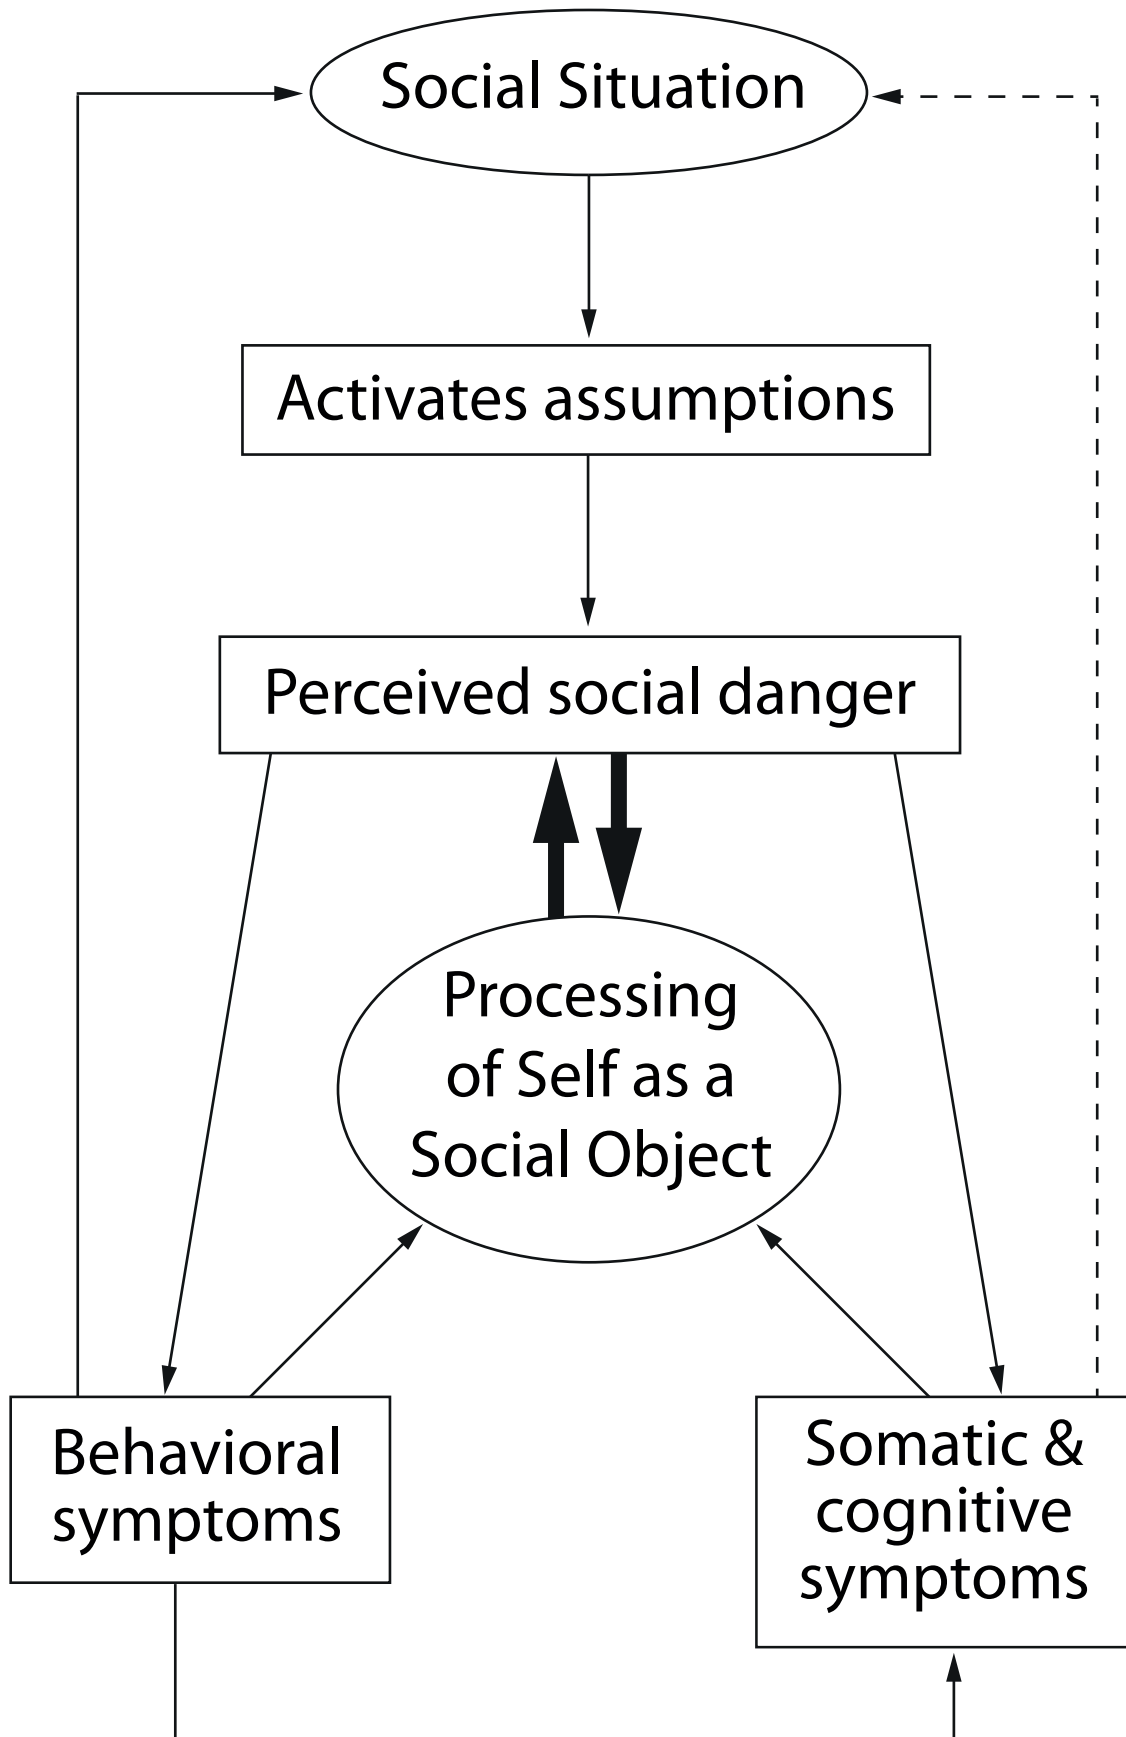 Social Situation
Activates assumptions
Perceived social danger
Processing
of Self as a
Social Object
Behavioral
symptoms
Somatic &
cognitive
symptoms